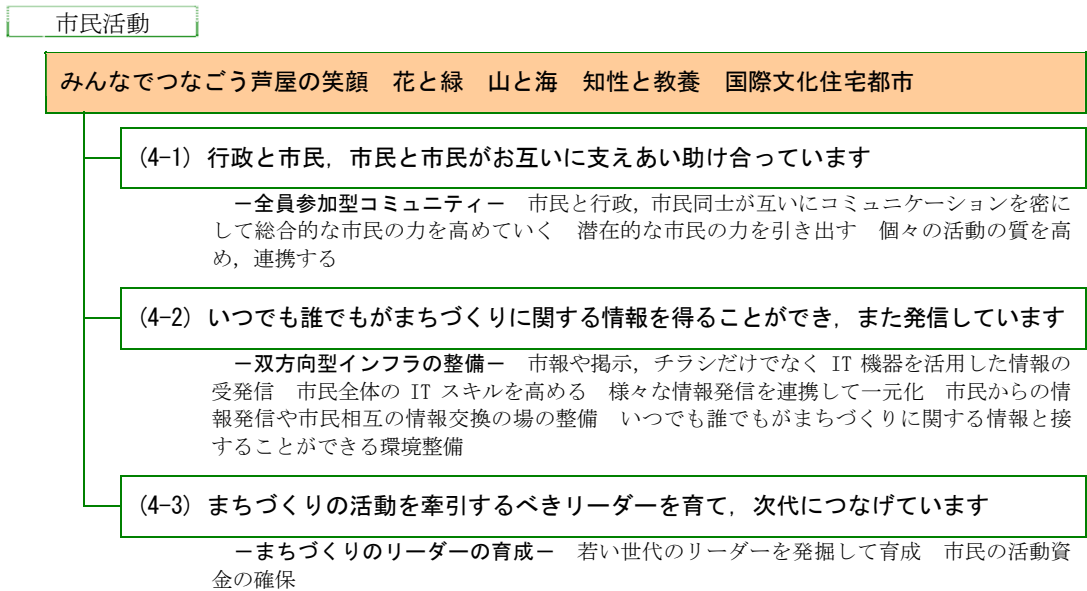 市民活動
みんなでつなごう芦屋の笑顔　花と緑　山と海　知性と教養　国際文化住宅都市
(4-1) 行政と市民，市民と市民がお互いに支えあい助け合っています
－全員参加型コミュニティ－　市民と行政，市民同士が互いにコミュニケーションを密に
して総合的な市民の力を高めていく　潜在的な市民の力を引き出す　個々の活動の質を高
め，連携する
(4-2) いつでも誰でもがまちづくりに関する情報を得ることができ，また発信しています
－双方向型インフラの整備－　市報や掲示，チラシだけでなく IT 機器を活用した情報の
受発信　市民全体の IT スキルを高める　様々な情報発信を連携して一元化　市民からの情
報発信や市民相互の情報交換の場の整備　いつでも誰でもがまちづくりに関する情報と接
することができる環境整備
(4-3) まちづくりの活動を牽引するべきリーダーを育て，次代につなげています
－まちづくりのリーダーの育成－　若い世代のリーダーを発掘して育成　市民の活動資
金の確保